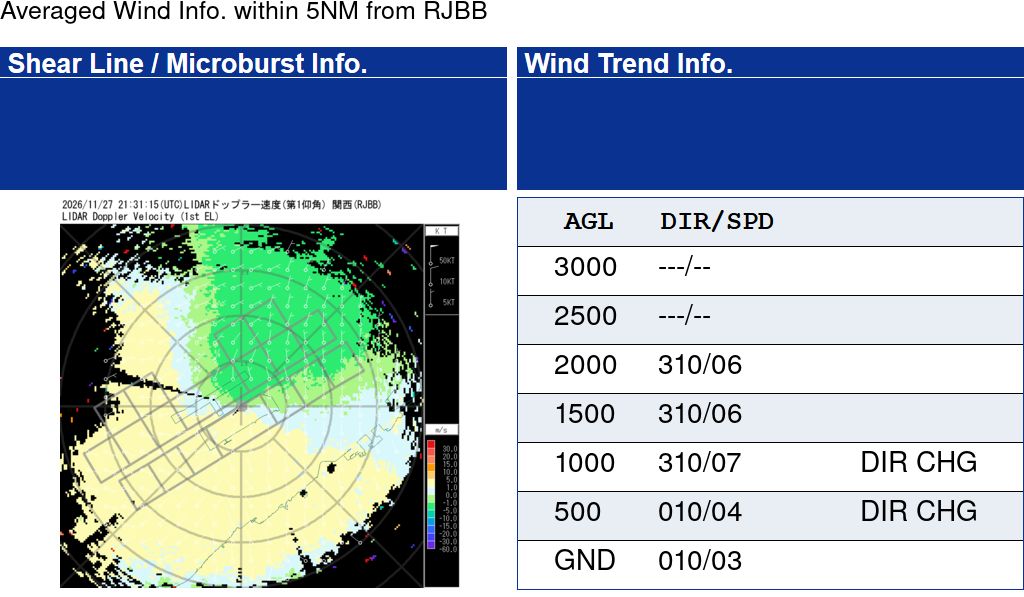 Averaged Wind Info. within 5NM from RJBB
Shear Line / Microburst Info.
Wind Trend Info.
2026/11/27 21:31:15(UTC)LIDARドップラー速度(第1仰角) 関西(RJBB)
LIDAR Doppler Velocity (1st EL)
K T
50KT
10KT
5KT
m/s
30.0
20.0
15.0
10.0
5.0
1.0
0.0
-1.0
-5.0
-10.0
-15.0
-20.0
-30.0
-60.0
AGL DIR/SPD
3000 ---/--
2500 ---/--
2000 310/06
1500 310/06
1000 310/07 DIR CHG
500 010/04 DIR CHG
GND 010/03